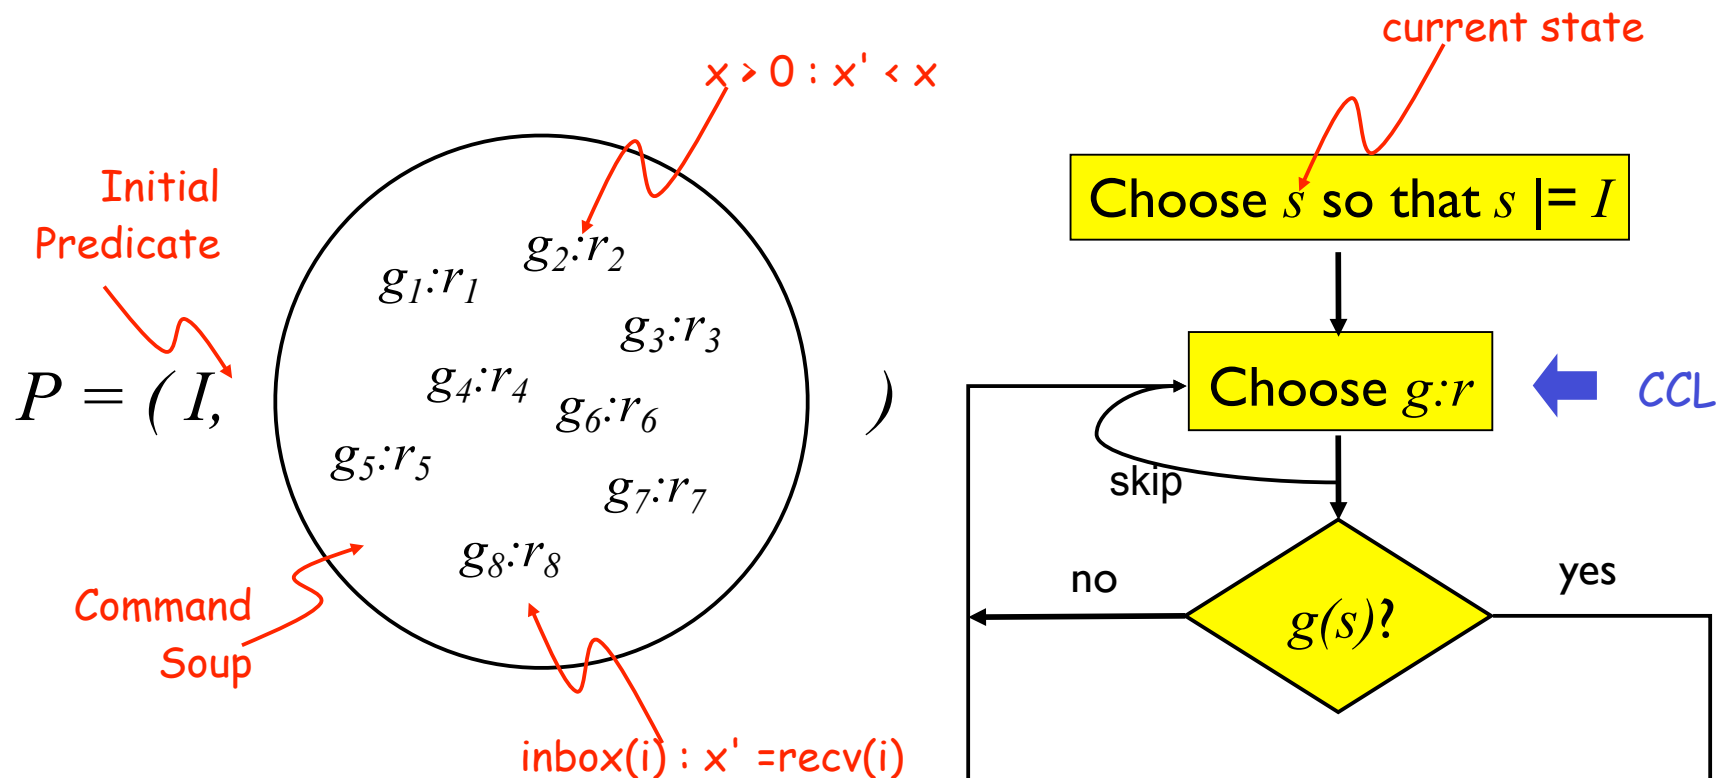 current state
x > 0 : x' < x
Initial
Predicate
Choose s so that s |= I
g2:r2
g1:r1
g3:r3
P = ( I,
g4:r4
g6:r6
)
Choose g:r
CCL
g5:r5
g7:r7
skip
g8:r8
no
yes
Command
Soup
g(s)?
inbox(i) : x' =recv(i)